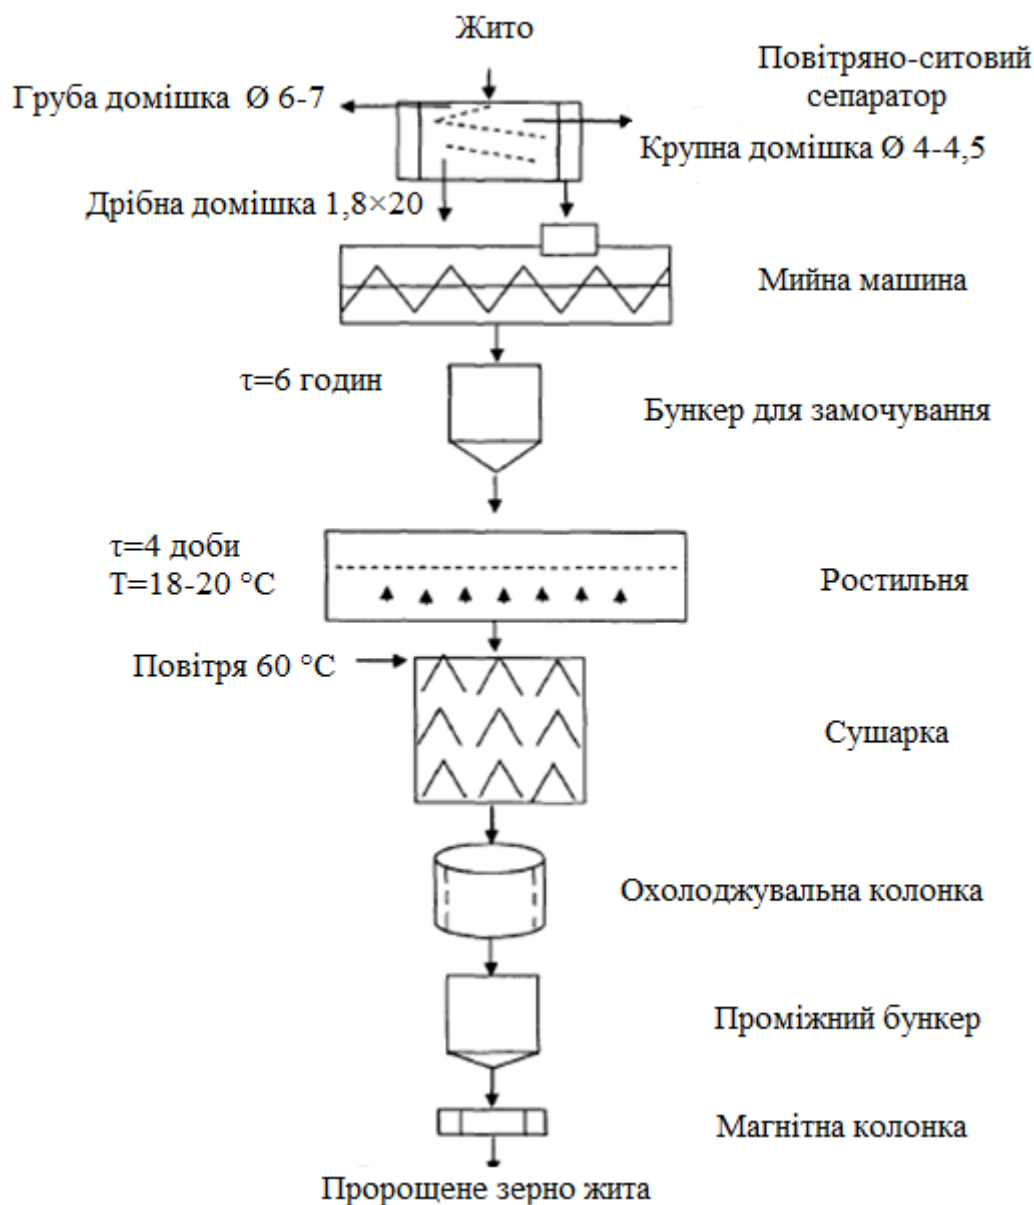 Жито
Повітряно-ситовий
сепаратор
Груба домішка Ø 6-7
Крупна домішка Ø 4-4,5
Дрібна домішка 1,8×20
Мийна машина
τ=6 годин
Бункер для замочування
τ=4 доби
Т=18-20 °С
Ростильня
Повітря 60 °С
Сушарка
Охолоджувальна колонка
Проміжний бункер
Магнітна колонка
Пророщене зерно жита